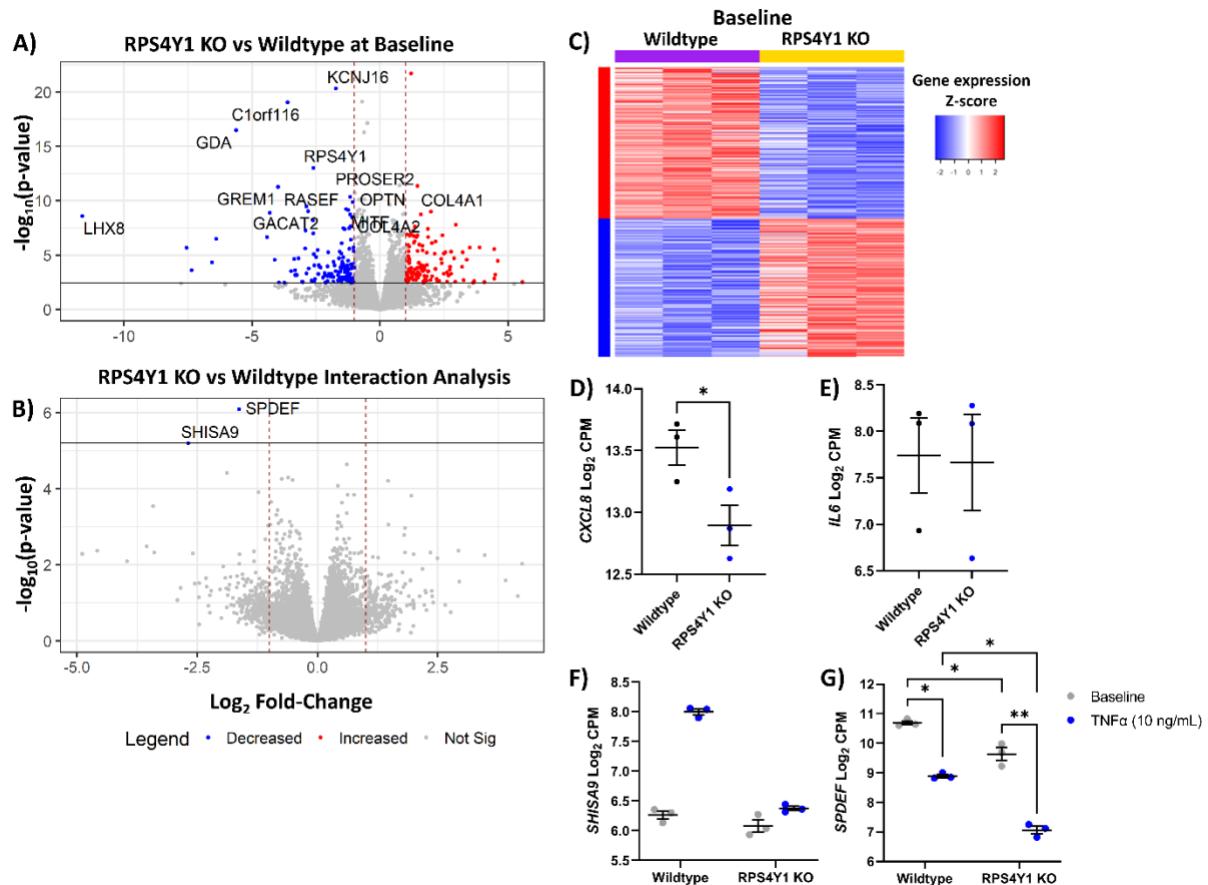 A)
RPS4Y1 KO vs Wildtype at Baseline
KCNJ16
C1orf116
GDA
RPS4Y1
PROSER2
GREM1
RASEF
OPTN
COL4A1
GACAT2
MITF
COL4A2
LHX8
20
15
10
5
0
-10
-5
0
5
B)
RPS4Y1 KO vs Wildtype Interaction Analysis
SPDEF
SHISA9
6
4
2
0
-log₁₀(p-value)
-5.0
-2.5
0.0
2.5
Log₂ Fold-Change
Legend
Decreased
Increased
Not Sig
C)
Baseline
Wildtype
RPS4Y1 KO
Gene expression
Z-score
-2 -1 0 1 2
D)
CXCL8 Log₂ CPM
14.0
13.5
13.0
12.5
*
Wildtype
RPS4Y1 KO
E)
IL6 Log₂ CPM
8.5
8.0
7.5
7.0
6.5
Wildtype
RPS4Y1 KO
F)
SHISA9 Log₂ CPM
8.5
8.0
7.5
7.0
6.5
6.0
5.5
Wildtype
RPS4Y1 KO
G)
SPDEF Log₂ CPM
11
10
9
8
7
6
*
*
*
**
Wildtype
RPS4Y1 KO
Baseline
TNFα (10 ng/mL)